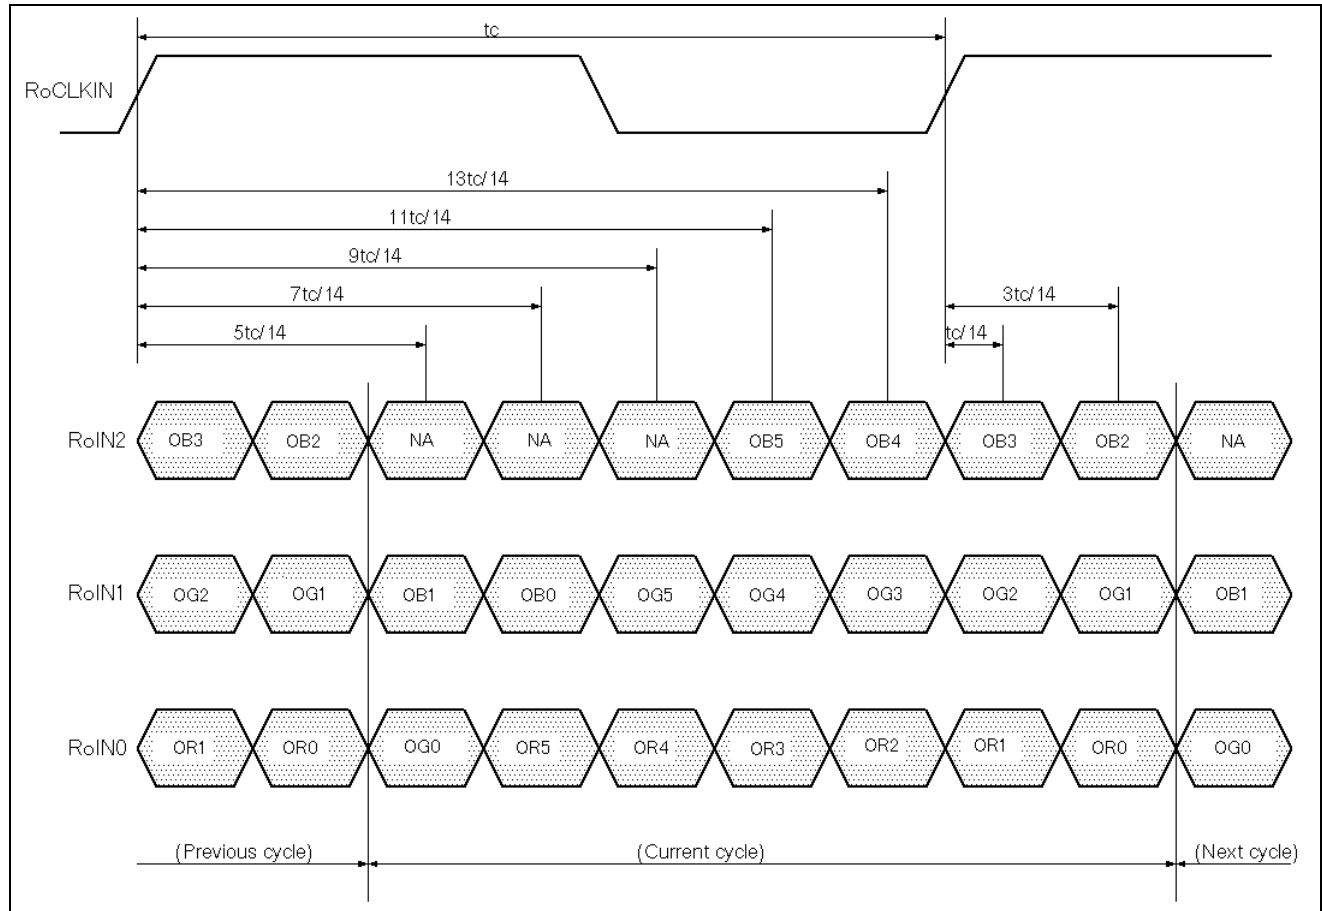 tc
RoCLKIN
13tc/14
11tc/14
9tc/14
7tc/14
3tc/14
5tc/14
tc/14
RoIN2 OB3 OB2 NA NA NA OB5 OB4 OB3 OB2 NA
RoIN1 OG2 OG1 OB1 OB0 OG5 OG4 OG3 OG2 OG1 OB1
RoIN0 OR1 OR0 OG0 OR5 OR4 OR3 OR2 OR1 OR0 OG0
(Previous cycle) (Current cycle) (Next cycle)